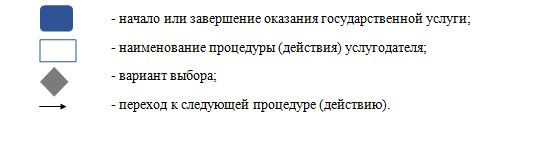 - начало или завершение оказания государственной услуги;
- наименование процедуры (действия) услугодателя;
- вариант выбора;
- переход к следующей процедуре (действию).